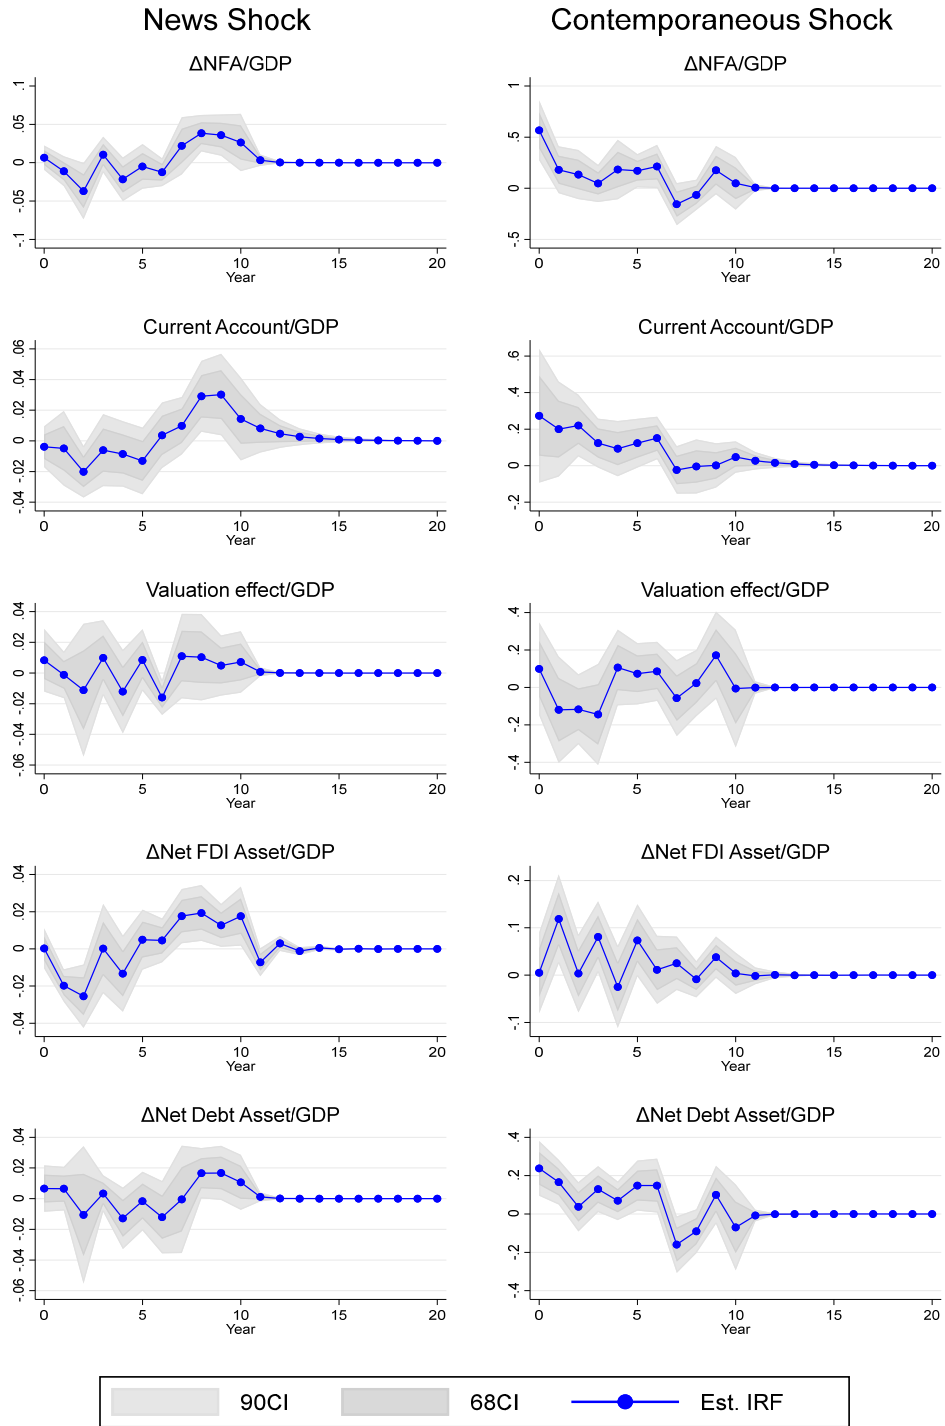 News Shock
Contemporaneous Shock
ΔNFA/GDP
.1
.05
0
-.05
-.1
0 5 10 15 20
Year
ΔNFA/GDP
1
.5
0
-.5
0 5 10 15 20
Year
Current Account/GDP
.06
.04
.02
0
-.02
-.04
0 5 10 15 20
Year
Current Account/GDP
.6
.4
.2
0
-.2
0 5 10 15 20
Year
Valuation effect/GDP
.04
.02
0
-.02
-.04
-.06
0 5 10 15 20
Year
Valuation effect/GDP
.4
.2
0
-.2
-.4
0 5 10 15 20
Year
ΔNet FDI Asset/GDP
.04
.02
0
-.02
-.04
0 5 10 15 20
Year
ΔNet FDI Asset/GDP
.2
.1
0
-.1
0 5 10 15 20
Year
ΔNet Debt Asset/GDP
.04
.02
0
-.02
-.04
-.06
0 5 10 15 20
Year
ΔNet Debt Asset/GDP
.4
.2
0
-.2
-.4
0 5 10 15 20
Year
90CI 68CI Est. IRF